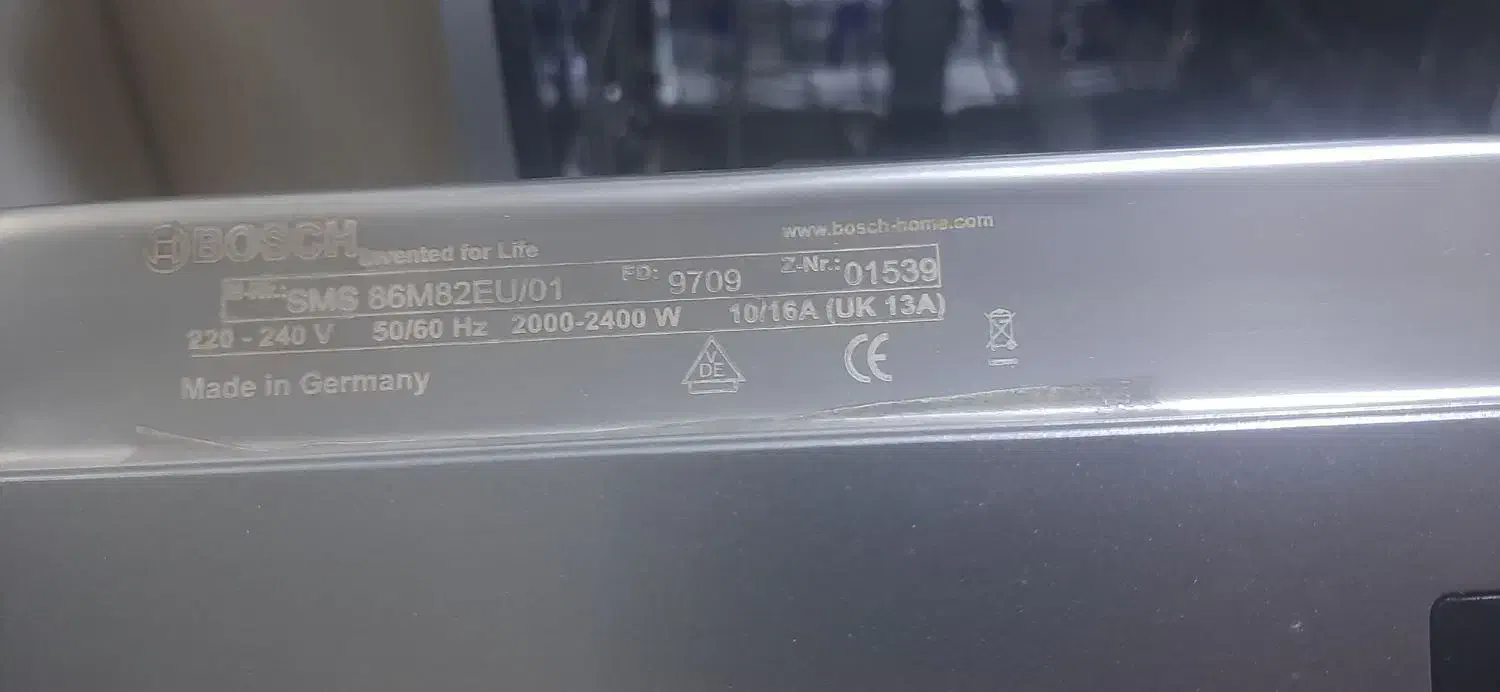 BOSCH Invented for Life
www.bosch-home.com
E-Nr.: SMS 86M82EU/01 FD: 9709 Z-Nr.: 01539
220 - 240 V 50/60 Hz 2000-2400 W 10/16A (UK 13A)
Made in Germany
VDE
CE